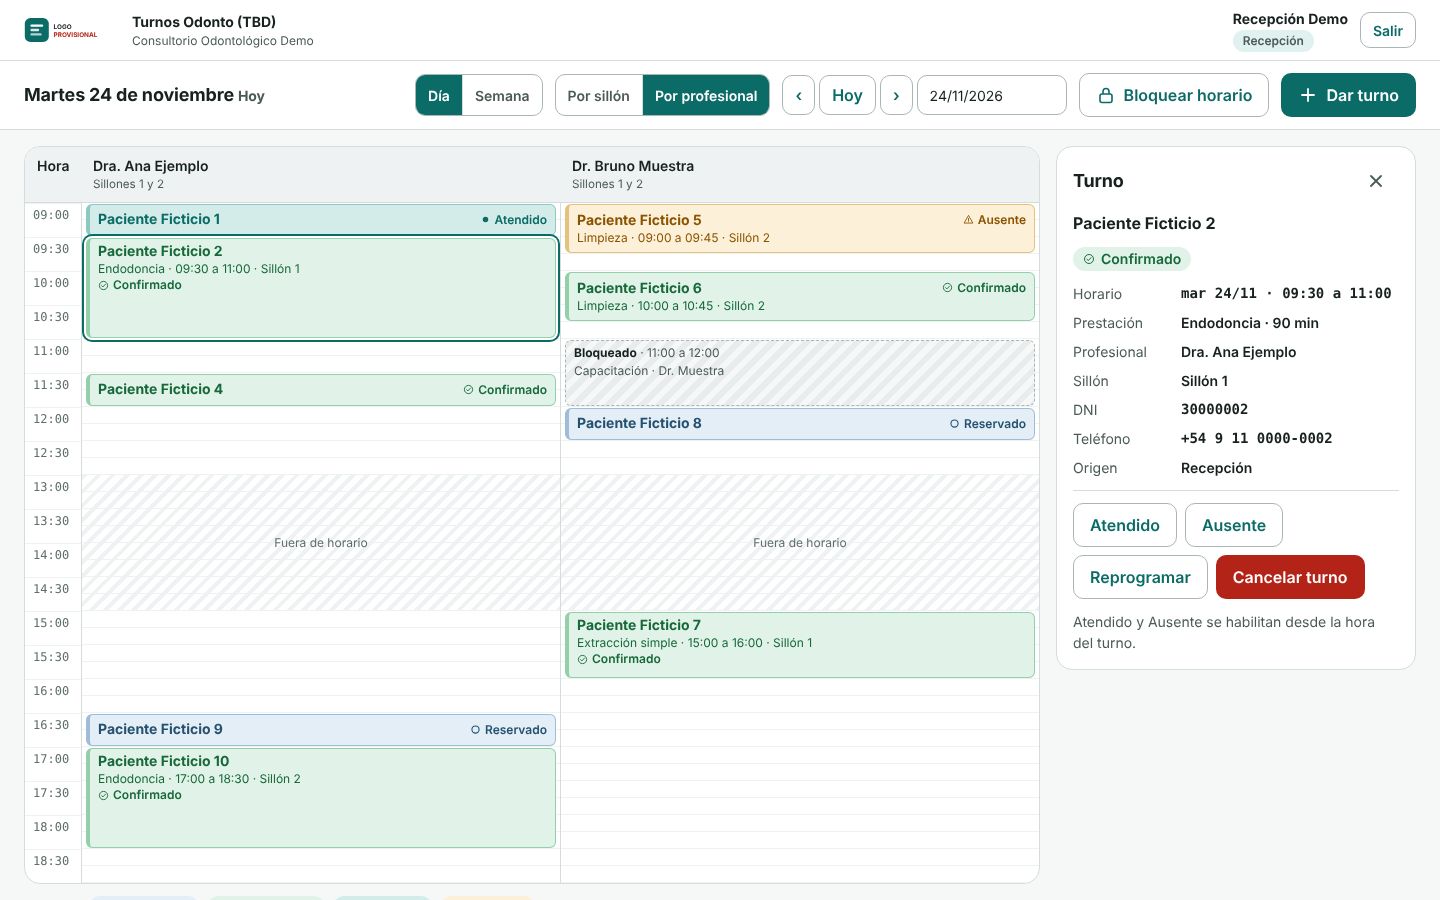 LOGO
PROVISIONAL
Turnos Odonto (TBD)
Consultorio Odontológico Demo
Recepción Demo
Recepción
Salir
Martes 24 de noviembre Hoy
Día
Semana
Por sillón
Por profesional
‹
Hoy
›
24/11/2026
Bloquear horario
+ Dar turno
Hora
Dra. Ana Ejemplo
Sillones 1 y 2
Dr. Bruno Muestra
Sillones 1 y 2
09:00
09:30
10:00
10:30
11:00
11:30
12:00
12:30
13:00
13:30
14:00
14:30
15:00
15:30
16:00
16:30
17:00
17:30
18:00
18:30
Paciente Ficticio 1
Atendido
Paciente Ficticio 2
Endodoncia · 09:30 a 11:00 · Sillón 1
Confirmado
Paciente Ficticio 4
Confirmado
Fuera de horario
Paciente Ficticio 9
Reservado
Paciente Ficticio 10
Endodoncia · 17:00 a 18:30 · Sillón 2
Confirmado
Paciente Ficticio 5
Ausente
Limpieza · 09:00 a 09:45 · Sillón 2
Paciente Ficticio 6
Confirmado
Limpieza · 10:00 a 10:45 · Sillón 2
Bloqueado · 11:00 a 12:00
Capacitación · Dr. Muestra
Paciente Ficticio 8
Reservado
Fuera de horario
Paciente Ficticio 7
Extracción simple · 15:00 a 16:00 · Sillón 1
Confirmado
Turno
Paciente Ficticio 2
Confirmado
Horario mar 24/11 · 09:30 a 11:00
Prestación Endodoncia · 90 min
Profesional Dra. Ana Ejemplo
Sillón Sillón 1
DNI 30000002
Teléfono +54 9 11 0000-0002
Origen Recepción
Atendido
Ausente
Reprogramar
Cancelar turno
Atendido y Ausente se habilitan desde la hora
del turno.